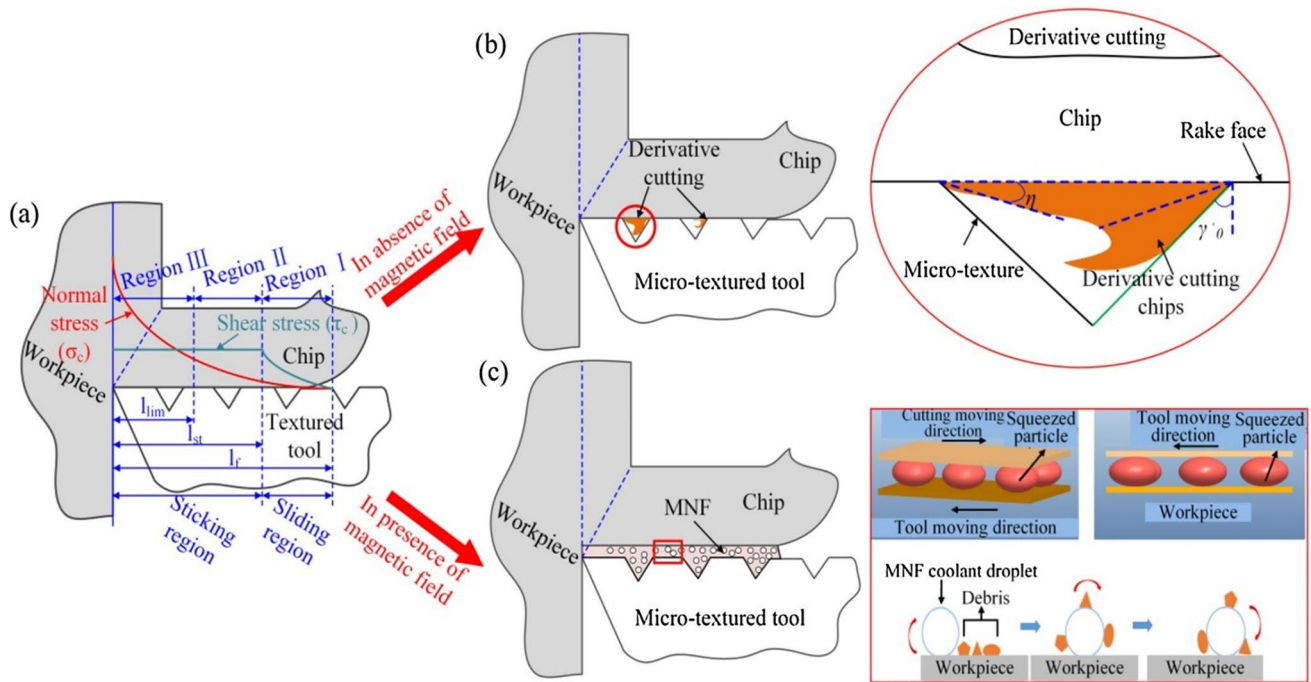 (a)
Region III
Region II
Region I
Normal
stress
(σc)
Shear stress (τc)
Workpiece
Chip
llim
lst
lf
Textured
tool
Sticking
region
Sliding
region
In absence of
magnetic field
In presence of
magnetic field
(b)
Derivative
cutting
Chip
Workpiece
Micro-textured tool
Derivative cutting
Chip
Rake face
η
γ'0
Micro-texture
Derivative cutting
chips
(c)
MNF
Chip
Workpiece
Micro-textured tool
Cutting moving
direction
Squeezed
particle
Tool moving direction
Tool moving
direction
Squeezed
particle
Workpiece
MNF coolant droplet
Debris
Workpiece
Workpiece
Workpiece